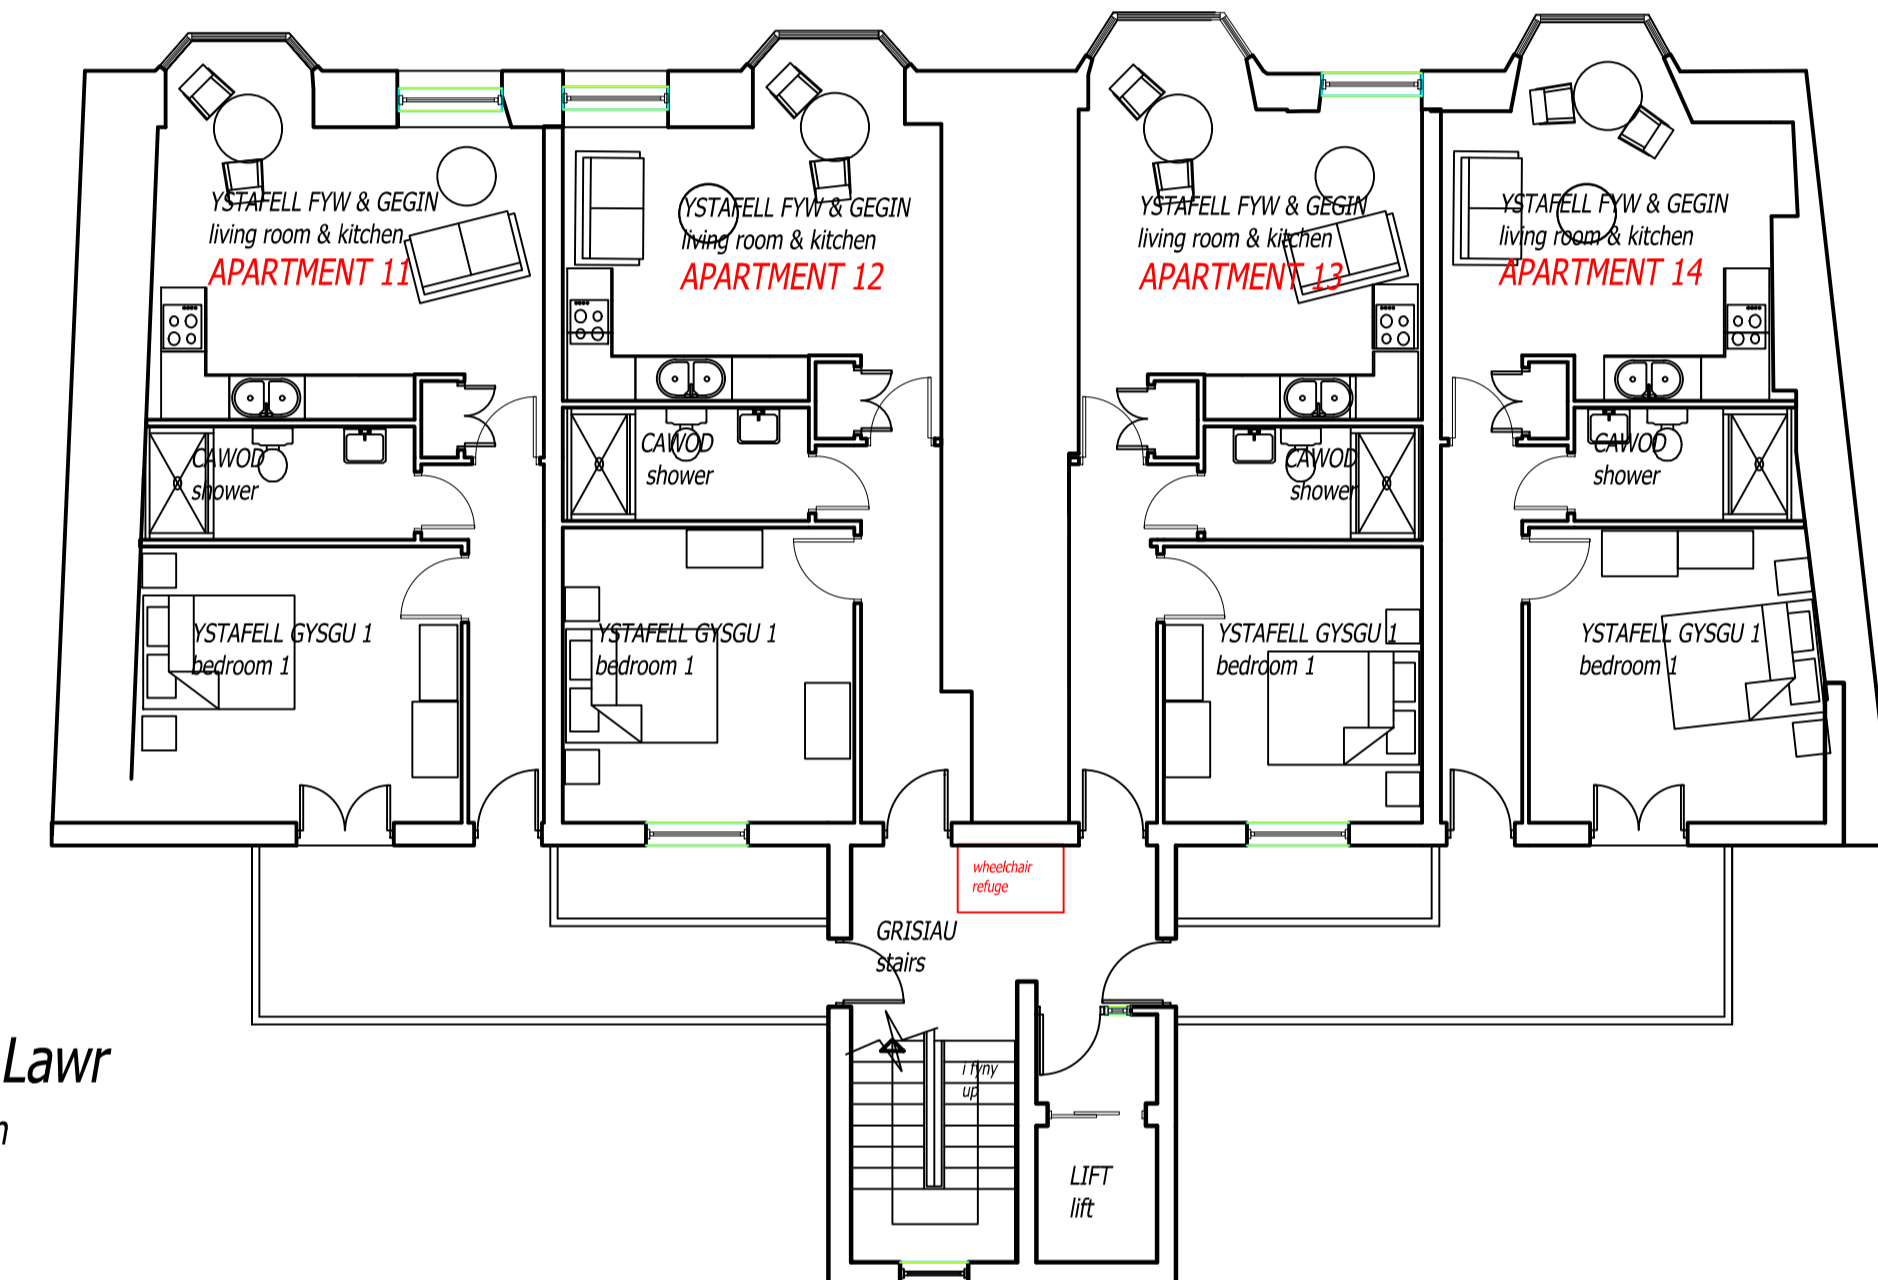 YSTAFELL FYW & GEGIN
living room & kitchen
APARTMENT 11
YSTAFELL FYW & GEGIN
living room & kitchen
APARTMENT 12
YSTAFELL FYW & GEGIN
living room & kitchen
APARTMENT 13
YSTAFELL FYW & GEGIN
living room & kitchen
APARTMENT 14
CAWOD
shower
CAWOD
shower
CAWOD
shower
CAWOD
shower
YSTAFELL GYSGU 1
bedroom 1
YSTAFELL GYSGU 1
bedroom 1
YSTAFELL GYSGU 1
bedroom 1
YSTAFELL GYSGU 1
bedroom 1
wheelchair
refuge
GRISIAU
stairs
i fyny
up
Lawr
LIFT
lift